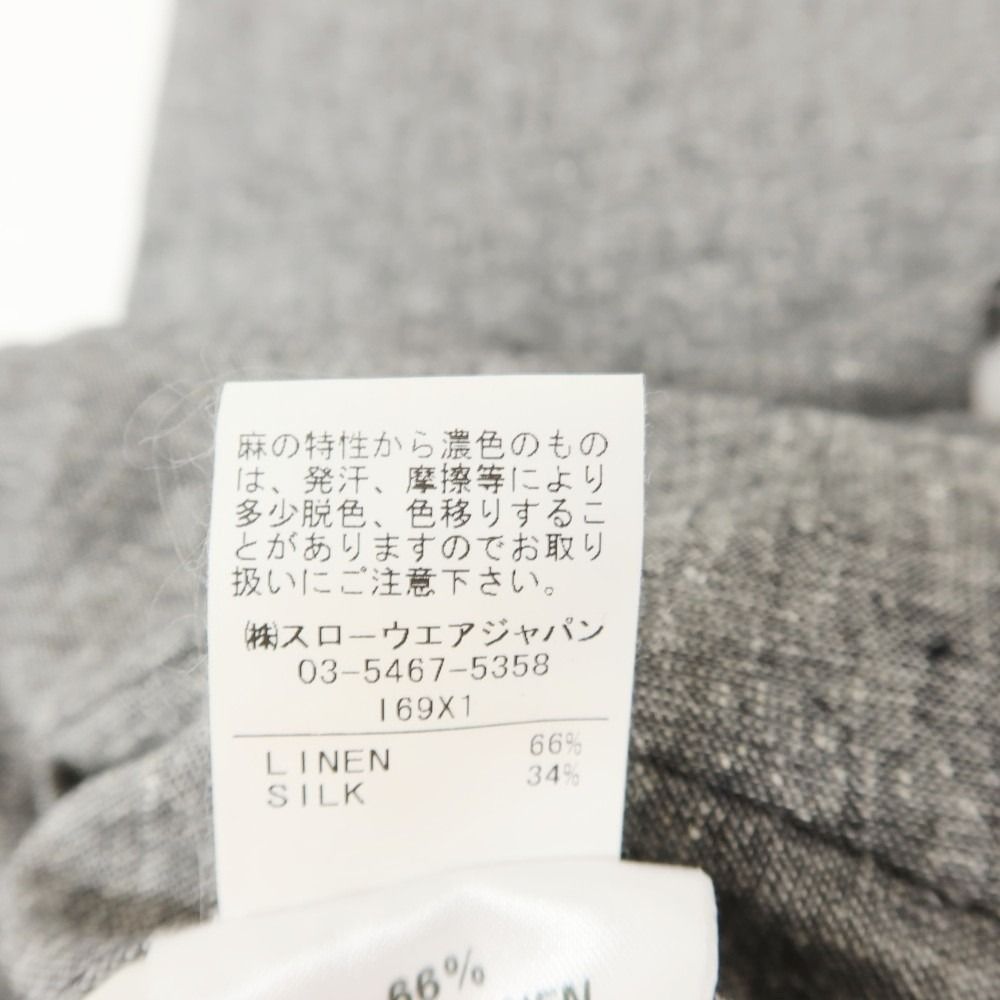 麻の特性から濃色のもの
は、発汗、摩擦等により
多少脱色、色移りするこ
とがありますのでお取り
扱いにご注意下さい。
㈱スローウエアジャパン
03-5467-5358
I69X1
LINEN 66%
SILK 34%
66%